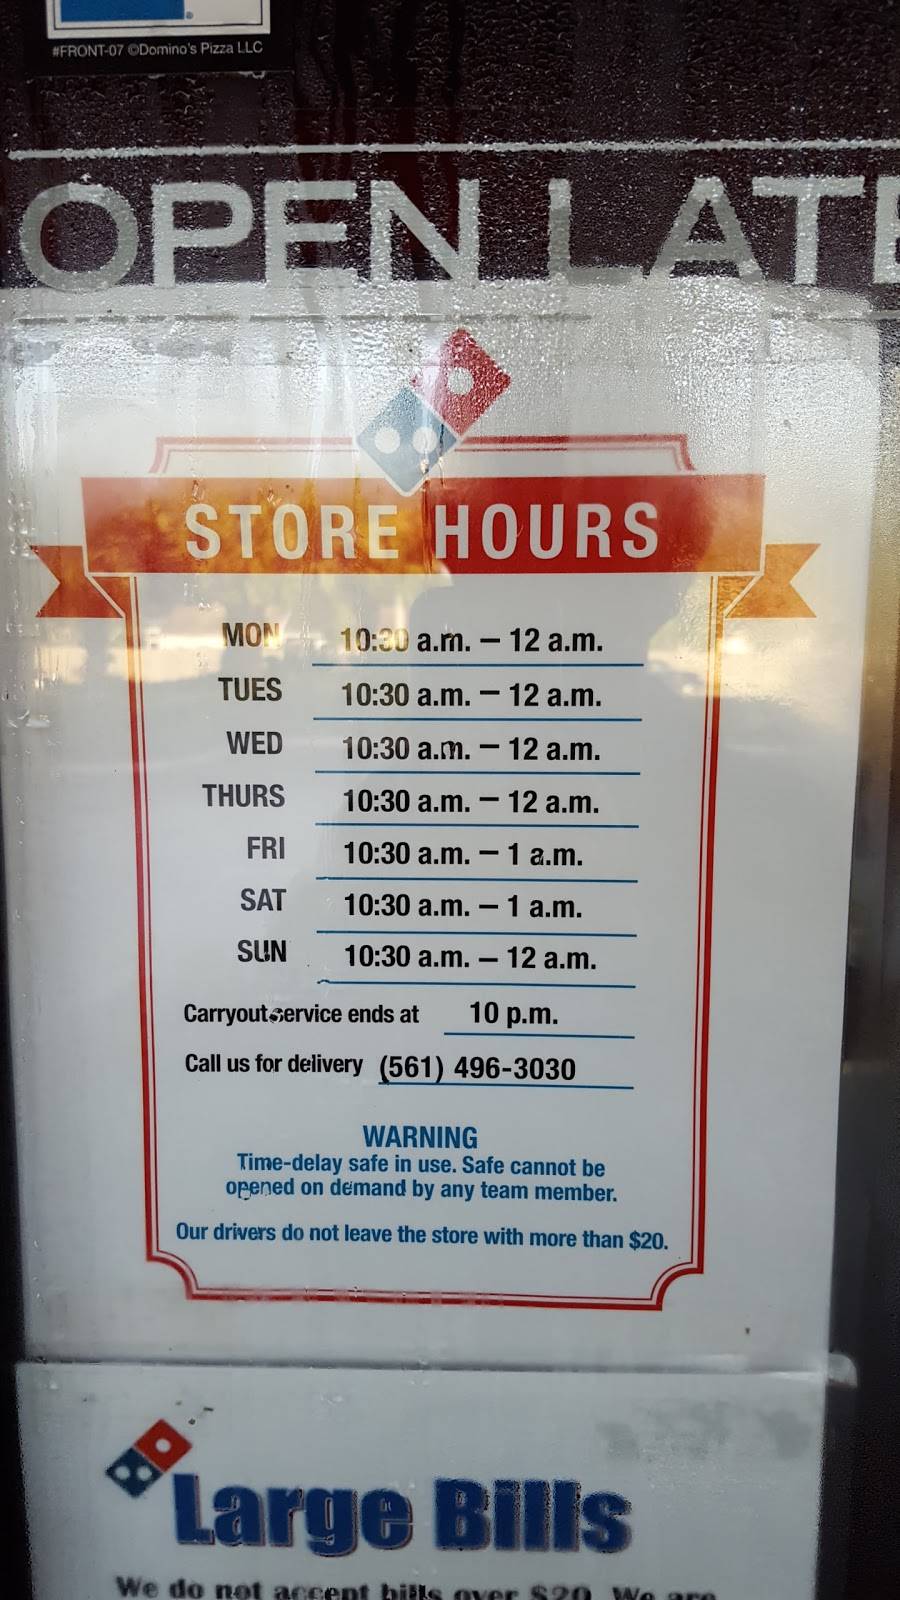 #FRONT-07 ©Domino's Pizza LLC
OPEN LATE
STORE HOURS
MON 10:30 a.m. – 12 a.m.
TUES 10:30 a.m. – 12 a.m.
WED 10:30 a.m. – 12 a.m.
THURS 10:30 a.m. – 12 a.m.
FRI 10:30 a.m. – 1 a.m.
SAT 10:30 a.m. – 1 a.m.
SUN 10:30 a.m. – 12 a.m.
Carryout service ends at 10 p.m.
Call us for delivery (561) 496-3030
WARNING
Time-delay safe in use. Safe cannot be
opened on demand by any team member.
Our drivers do not leave the store with more than $20.
Large Bills
We do not accept bills over $20. We are